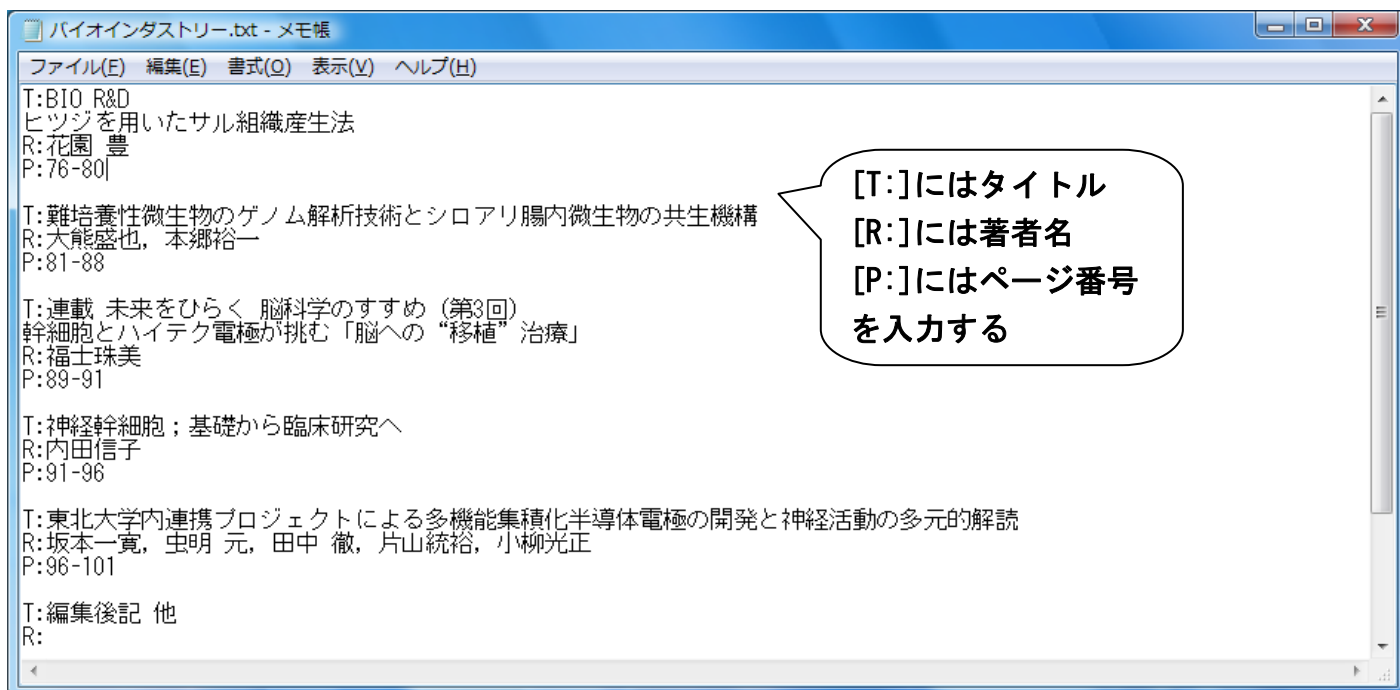 バイオインダストリー.txt - メモ帳
ファイル(F) 編集(E) 書式(O) 表示(V) ヘルプ(H)
T:BIO R&D
ヒツジを用いたサル組織産生法
R:花園 豊
P:76-80
T:難培養性微生物のゲノム解析技術とシロアリ腸内微生物の共生機構
R:大熊盛也，本郷裕一
P:81-88
T:連載 未来をひらく 脳科学のすすめ（第3回）
幹細胞とハイテク電極が挑む「脳への“移植”治療」
R:福士珠美
P:89-91
T:神経幹細胞；基礎から臨床研究へ
R:内田信子
P:91-96
T:東北大学内連携プロジェクトによる多機能集積化半導体電極の開発と神経活動の多元的解読
R:坂本一寛，虫明 元，田中 徹，片山統裕，小柳光正
P:96-101
T:編集後記 他
R:
[T:]にはタイトル
[R:]には著者名
[P:]にはページ番号
を入力する